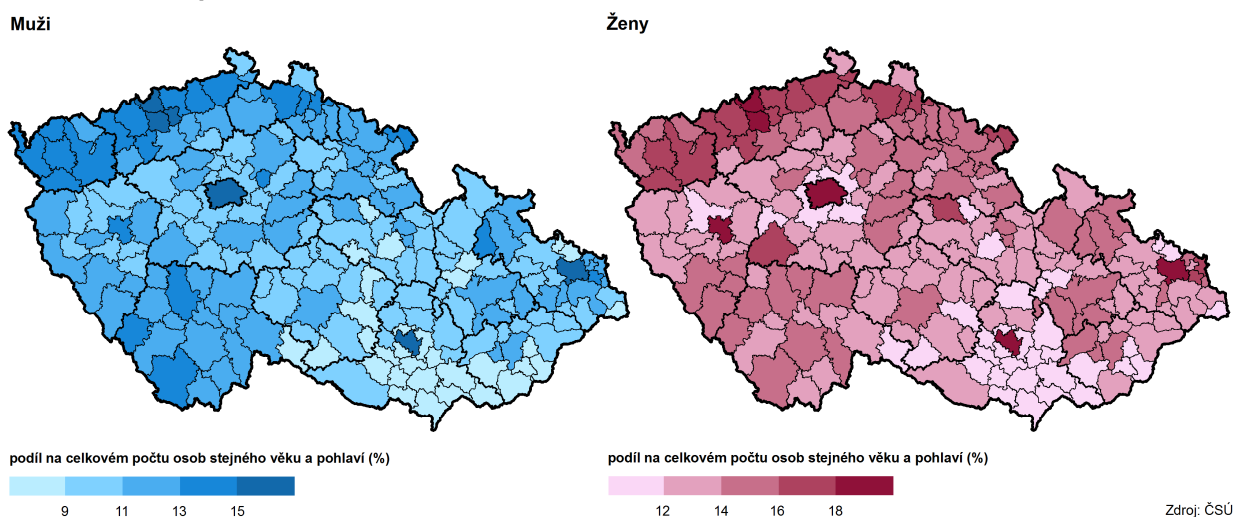 Muži
Ženy
podíl na celkovém počtu osob stejného věku a pohlaví (%)
9 11 13 15
podíl na celkovém počtu osob stejného věku a pohlaví (%)
12 14 16 18
Zdroj: ČSÚ